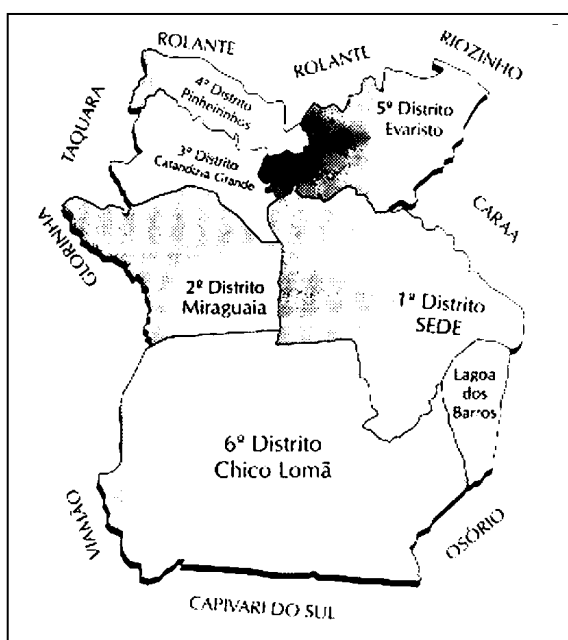 ROLANTE
ROLANTE
RIOZINHO
4º Distrito
Pinheirinhos
5º Distrito
Evaristo
TAQUARA
3º Distrito
Catanduva Grande
CARAA
GLORINHA
2º Distrito
Miraguaia
1º Distrito
SEDE
Lagoa
dos
Barros
6º Distrito
Chico Lomã
VIAMÃO
OSÓRIO
CAPIVARI DO SUL